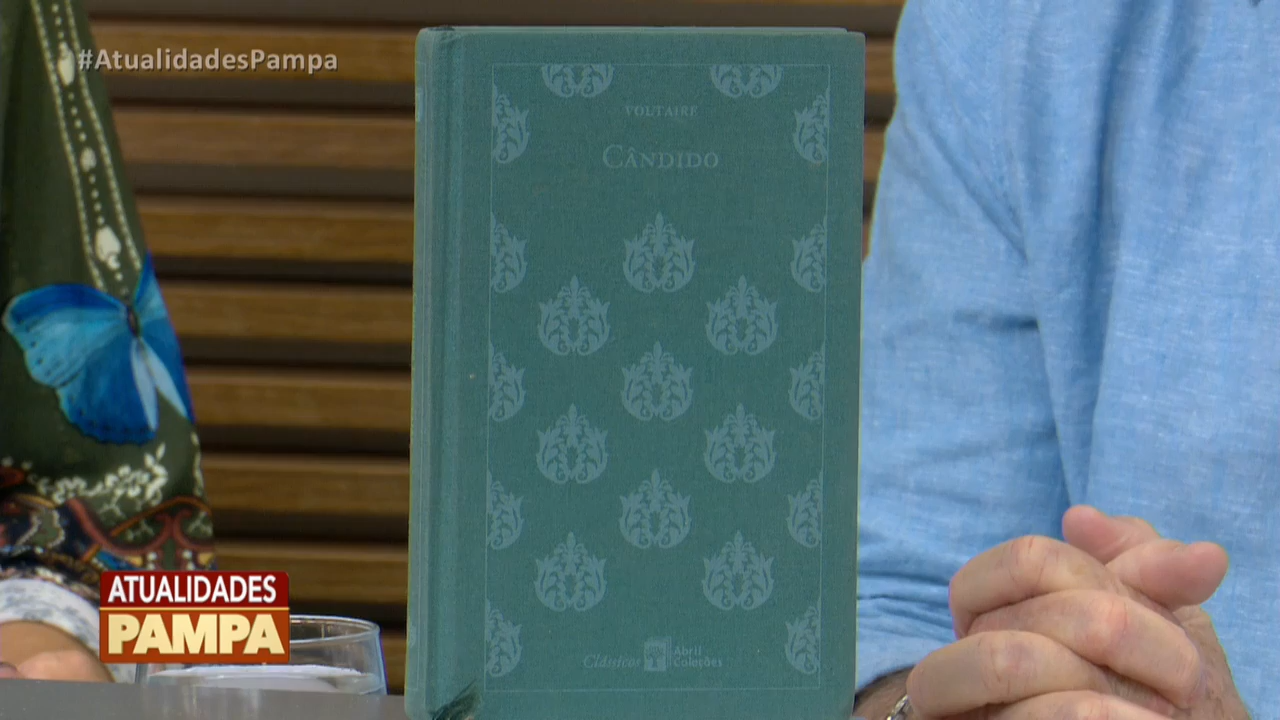 #AtualidadesPampa
VOLTAIRE
CÂNDIDO
Clássicos
Abril
Coleções
ATUALIDADES
PAMPA